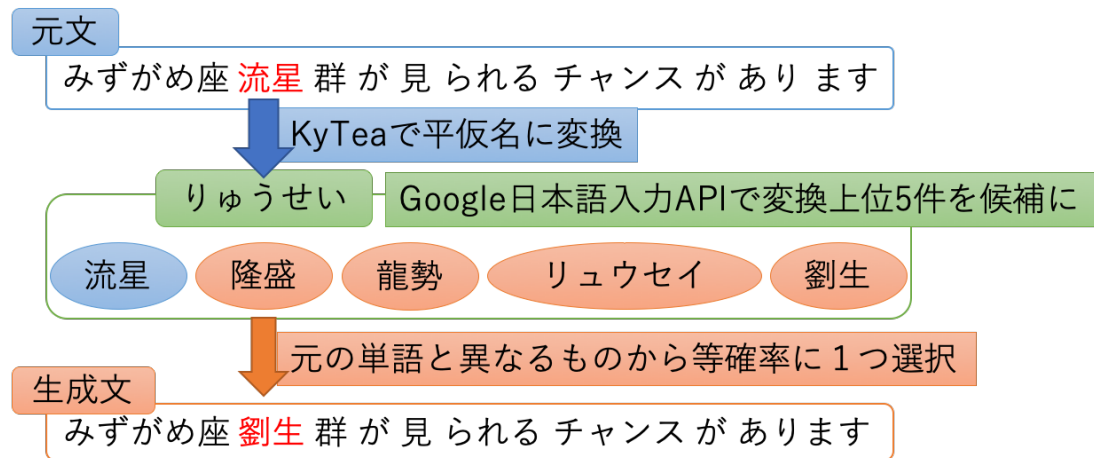 元文
みずがめ座 流星 群 が 見 られる チャンス が あり ます
KyTeaで平仮名に変換
りゅうせい
Google日本語入力APIで変換上位5件を候補に
流星 隆盛 龍勢 リュウセイ 劉生
元の単語と異なるものから等確率に１つ選択
生成文
みずがめ座 劉生 群 が 見 られる チャンス が あります